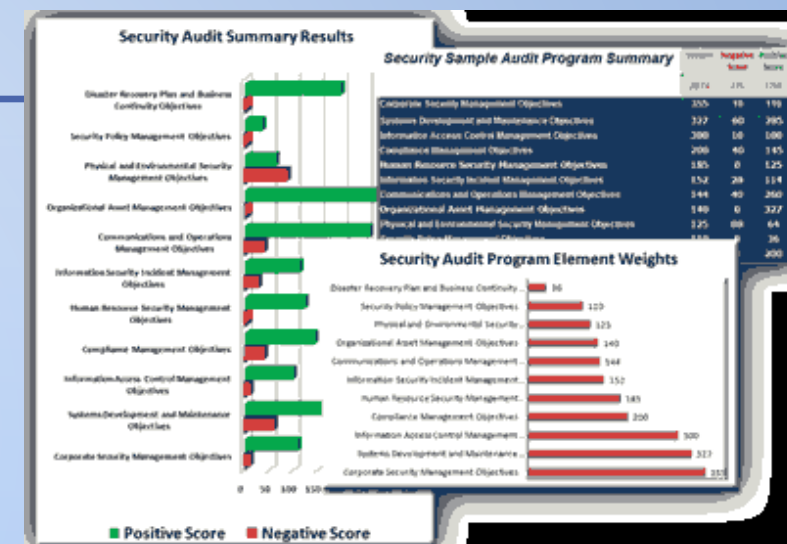 Security Audit Summary Results
Disaster Recovery Plan and Business
Continuity Objectives
Security Policy Management Objectives
Physical and Environmental Security
Management Objectives
Organizational Asset Management Objectives
Communications and Operations
Management Objectives
Information Security Incident Management
Objectives
Human Resource Security Management
Objectives
Compliance Management Objectives
Information Access Control Management
Objectives
Systems Development and Maintenance
Objectives
Corporate Security Management Objectives
0 50 100 150
Positive Score Negative Score
Security Sample Audit Program Summary
Negative Score
Positive Score
Corporate Security Management Objectives 355 10 110
Systems Development and Maintenance Objectives 327 60 285
Information Access Control Management Objectives 300 10 100
Compliance Management Objectives 200 40 145
Human Resource Security Management Objectives 185 0 125
Information Security Incident Management Objectives 152 20 114
Communications and Operations Management Objectives 144 40 260
Organizational Asset Management Objectives 140 0 327
Physical and Environmental Security Management Objectives 125 80 64
36
200
Security Audit Program Element Weights
Disaster Recovery Plan and Business Continuity... 36
Security Policy Management Objectives 110
Physical and Environmental Security... 125
Organizational Asset Management Objectives 140
Communications and Operations Management... 144
Information Security Incident Management... 152
Human Resource Security Management... 185
Compliance Management Objectives 200
Information Access Control Management... 300
Systems Development and Maintenance... 327
Corporate Security Management Objectives 355